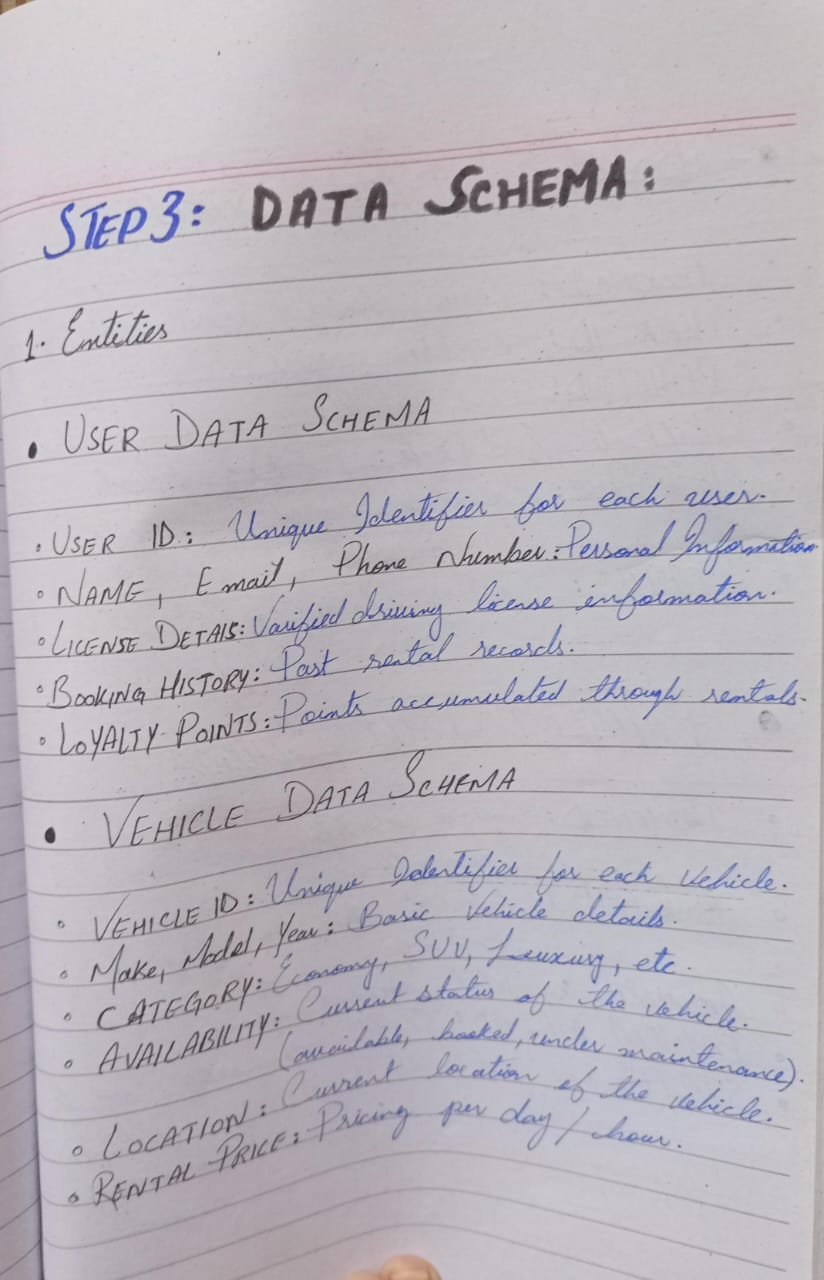 STEP 3: DATA SCHEMA:
1. Entities
• USER DATA SCHEMA
• USER ID: Unique Identifier for each user.
• NAME, Email, Phone Number: Personal Information
• LICENSE DETAIS: Varified driving license information.
• BOOKING HISTORY: Past rental records.
• LOYALTY POINTS: Points accumulated through rentals.
• VEHICLE DATA SCHEMA
• VEHICLE ID: Unique Identifier for each vehicle.
• Make, Model, Year: Basic vehicle details.
• CATEGORY: Economy, SUV, Luxury, etc.
• AVAILABILITY: Current status of the vehicle.
(available, booked, under maintenance).
• LOCATION: Current location of the vehicle.
• RENTAL PRICE: Pricing per day / hour.